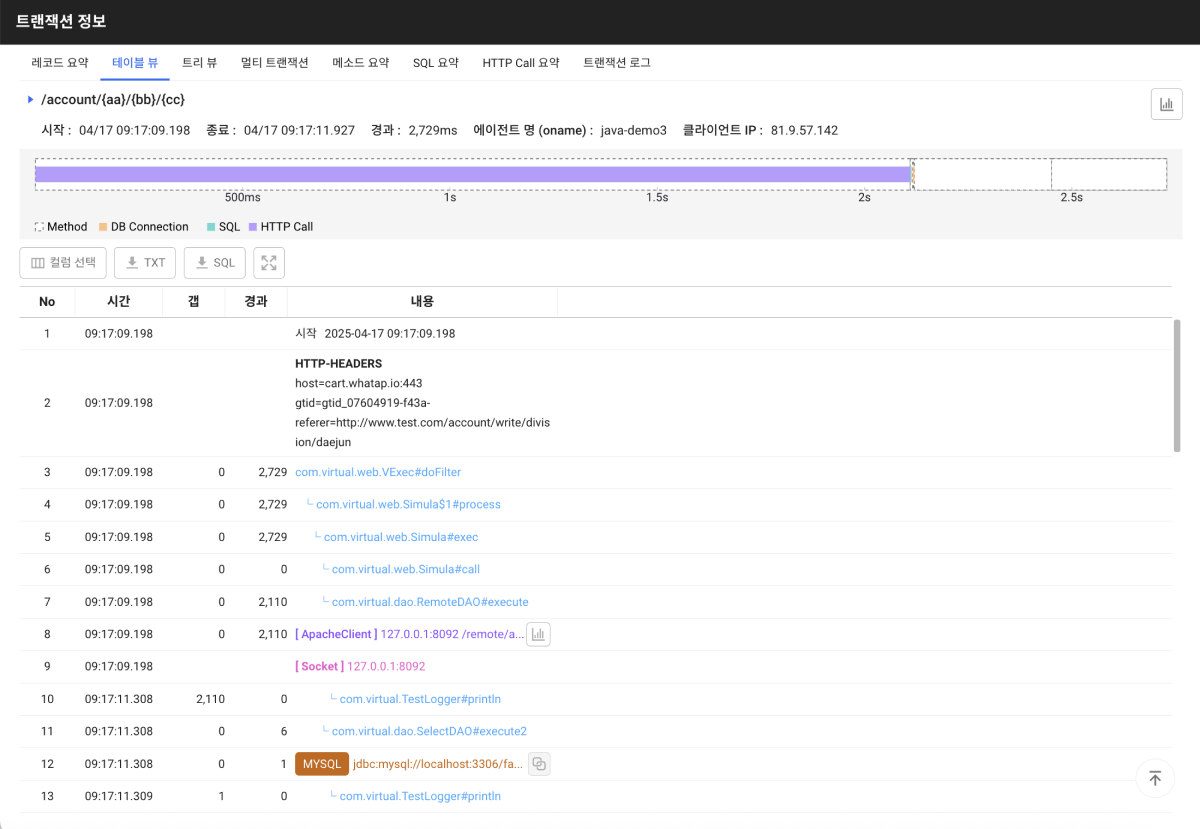 트랜잭션 정보
레코드 요약 테이블 뷰 트리 뷰 멀티 트랜잭션 메소드 요약 SQL 요약 HTTP Call 요약 트랜잭션 로그
/account/{aa}/{bb}/{cc}
시작 : 04/17 09:17:09.198 종료 : 04/17 09:17:11.927 경과 : 2,729ms 에이전트 명 (oname) : java-demo3 클라이언트 IP : 81.9.57.142
500ms 1s 1.5s 2s 2.5s
Method DB Connection SQL HTTP Call
컬럼 선택 TXT SQL
No 시간 갭 경과 내용
1 09:17:09.198 시작 2025-04-17 09:17:09.198
HTTP-HEADERS
host=cart.whatap.io:443
2 09:17:09.198 gtid=gtid_07604919-f43a-
referer=http://www.test.com/account/write/divis
ion/daejun
3 09:17:09.198 0 2,729 com.virtual.web.VExec#doFilter
4 09:17:09.198 0 2,729 └ com.virtual.web.Simula$1#process
5 09:17:09.198 0 2,729 └ com.virtual.web.Simula#exec
6 09:17:09.198 0 0 └ com.virtual.web.Simula#call
7 09:17:09.198 0 2,110 └ com.virtual.dao.RemoteDAO#execute
8 09:17:09.198 0 2,110 [ ApacheClient ] 127.0.0.1:8092 /remote/a...
9 09:17:09.198 [ Socket ] 127.0.0.1:8092
10 09:17:11.308 2,110 0 └ com.virtual.TestLogger#println
11 09:17:11.308 0 6 └ com.virtual.dao.SelectDAO#execute2
12 09:17:11.308 0 1 MYSQL jdbc:mysql://localhost:3306/fa...
13 09:17:11.309 1 0 └ com.virtual.TestLogger#println